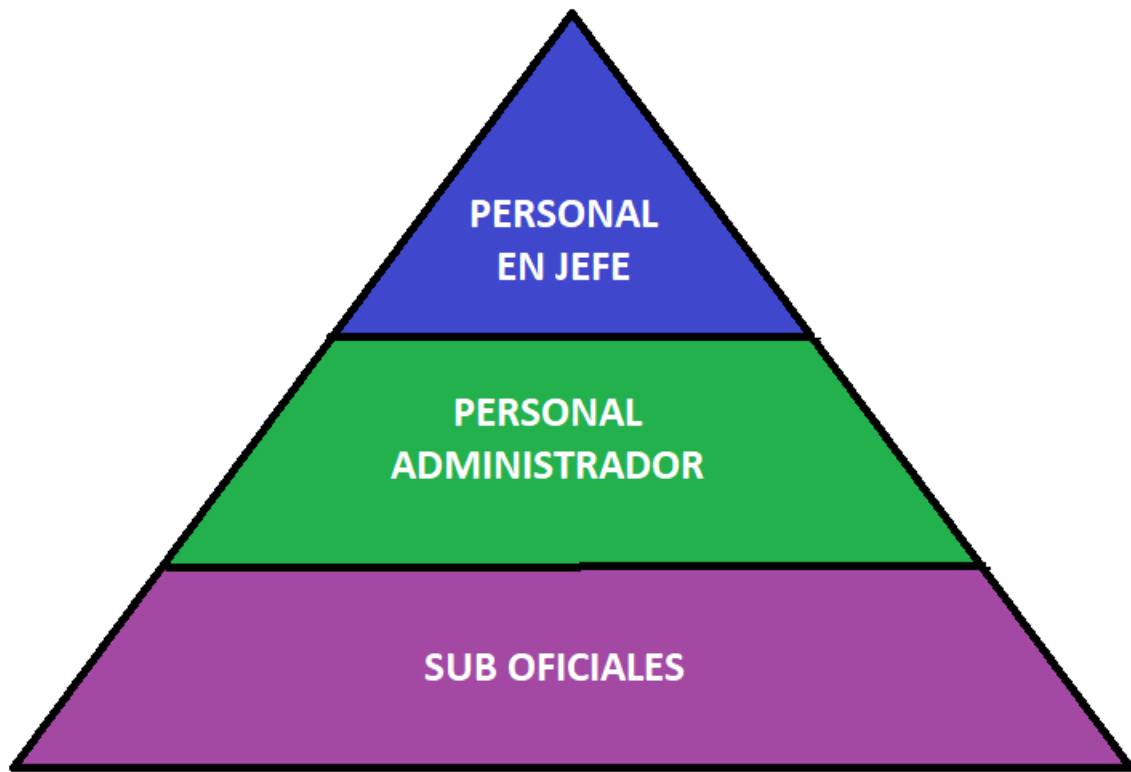 PERSONAL
EN JEFE
PERSONAL
ADMINISTRADOR
SUB OFICIALES